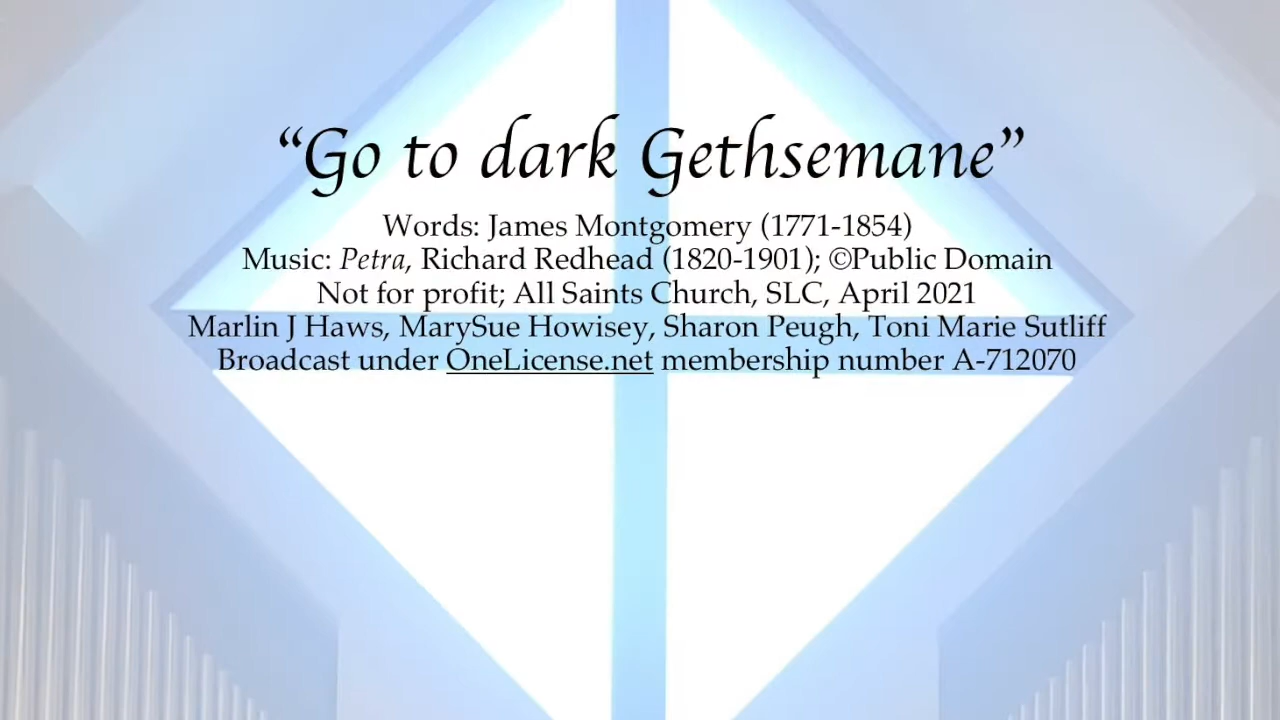 “Go to dark Gethsemane”
Words: James Montgomery (1771-1854)
Music: Petra, Richard Redhead (1820-1901); ©Public Domain
Not for profit; All Saints Church, SLC, April 2021
Marlin J Haws, MarySue Howisey, Sharon Peugh, Toni Marie Sutliff
Broadcast under OneLicense.net membership number A-712070